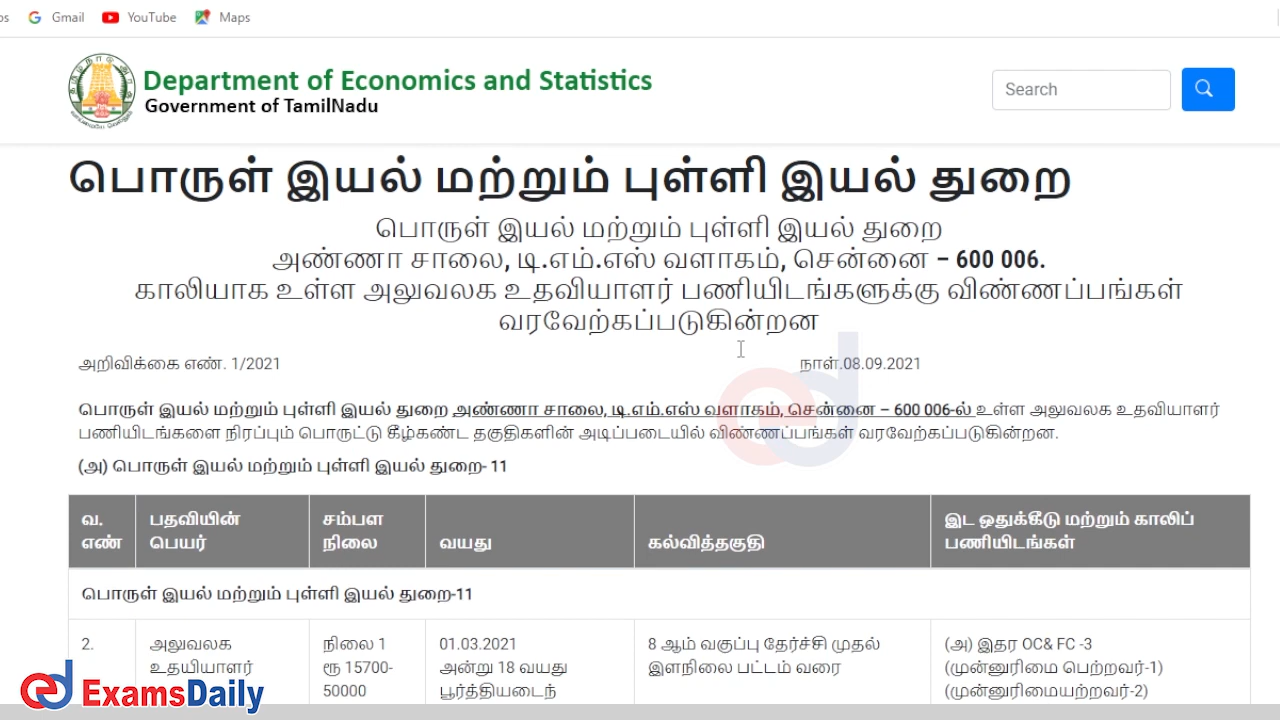 ps Gmail YouTube Maps
Department of Economics and Statistics
Government of TamilNadu
Search
பொருள் இயல் மற்றும் புள்ளி இயல் துறை
பொருள் இயல் மற்றும் புள்ளி இயல் துறை
அண்ணா சாலை, டி.எம்.எஸ் வளாகம், சென்னை – 600 006.
காலியாக உள்ள அலுவலக உதவியாளர் பணியிடங்களுக்கு விண்ணப்பங்கள்
வரவேற்கப்படுகின்றன
அறிவிக்கை எண். 1/2021 நாள்.08.09.2021
பொருள் இயல் மற்றும் புள்ளி இயல் துறை அண்ணா சாலை, டி.எம்.எஸ் வளாகம், சென்னை – 600 006-ல் உள்ள அலுவலக உதவியாளர்
பணியிடங்களை நிரப்பும் பொருட்டு கீழ்கண்ட தகுதிகளின் அடிப்படையில் விண்ணப்பங்கள் வரவேற்கப்படுகின்றன.
(அ) பொருள் இயல் மற்றும் புள்ளி இயல் துறை- 11
வ. எண் பதவியின் பெயர் சம்பள நிலை வயது கல்வித்தகுதி இட ஒதுக்கீடு மற்றும் காலிப் பணியிடங்கள்
பொருள் இயல் மற்றும் புள்ளி இயல் துறை-11
2. அலுவலக நிலை 1 01.03.2021 8 ஆம் வகுப்பு தேர்ச்சி முதல் (அ) இதர OC& FC -3
உதயியாளர் ரூ 15700- அன்று 18 வயது இளநிலை பட்டம் வரை (முன்னுரிமை பெற்றவர்-1)
50000 பூர்த்தியடைந் (முன்னுரிமையற்றவர்-2)
ed ExamsDaily